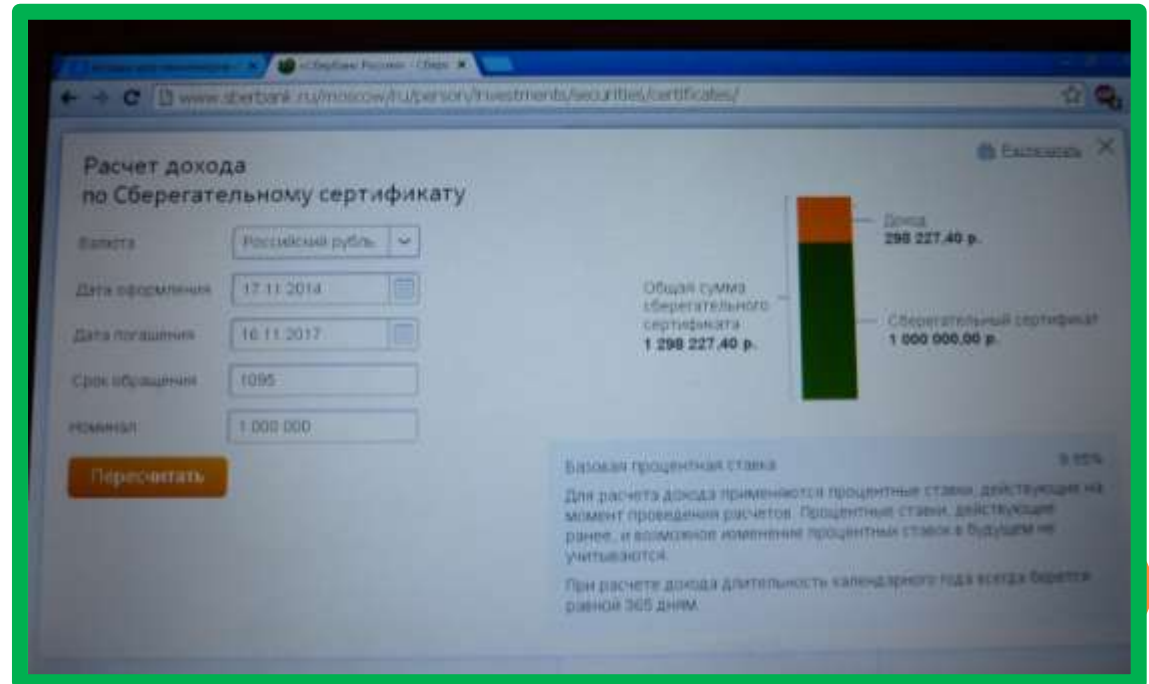 «Сбербанк России» - Сбер
www.sberbank.ru/moscow/ru/person/investments/securities/certificates/
Распечатать
Расчет дохода
по Сберегательному сертификату
Валюта
Российский рубль
Дата оформления
17.11.2014
Дата погашения
16.11.2017
Срок обращения
1095
Номинал
1 000 000
Пересчитать
Доход
298 227,40 р.
Общая сумма
сберегательного
сертификата
1 298 227,40 р.
Сберегательный сертификат
1 000 000,00 р.
Базовая процентная ставка
Для расчета дохода применяются процентные ставки, действующие на
момент проведения расчетов. Процентные ставки, действующие
ранее, и возможное изменение процентных ставок в будущем не
учитываются.
При расчете дохода длительность календарного года всегда берется
равной 365 дням.